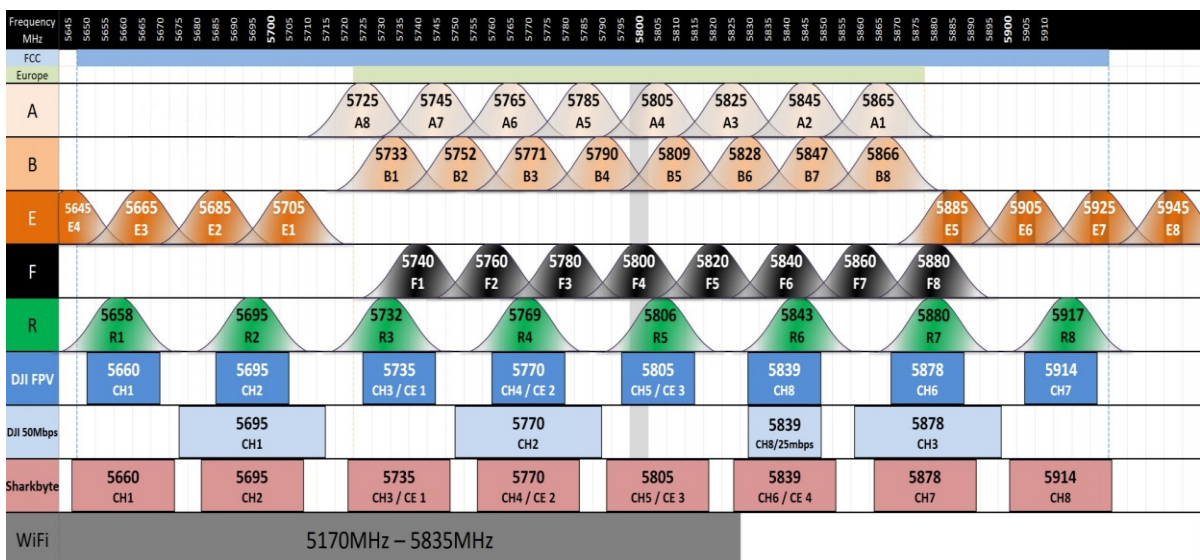 Frequency MHz 5645 5650 5655 5660 5665 5670 5675 5680 5685 5690 5695 5700 5705 5710 5715 5720 5725 5730 5735 5740 5745 5750 5755 5760 5765 5770 5775 5780 5785 5790 5795 5800 5805 5810 5815 5820 5825 5830 5835 5840 5845 5850 5855 5860 5865 5870 5875 5880 5885 5890 5895 5900 5905 5910
FCC
Europe
A
5725 5745 5765 5785 5805 5825 5845 5865
A8 A7 A6 A5 A4 A3 A2 A1
B
5733 5752 5771 5790 5809 5828 5847 5866
B1 B2 B3 B4 B5 B6 B7 B8
E
5645 5665 5685 5705 5885 5905 5925 5945
E4 E3 E2 E1 E5 E6 E7 E8
F
5740 5760 5780 5800 5820 5840 5860 5880
F1 F2 F3 F4 F5 F6 F7 F8
R
5658 5695 5732 5769 5806 5843 5880 5917
R1 R2 R3 R4 R5 R6 R7 R8
DJI FPV
5660 5695 5735 5770 5805 5839 5878 5914
CH1 CH2 CH3 / CE 1 CH4 / CE 2 CH5 / CE 3 CH8 CH6 CH7
DJI 50Mbps
5695 5770 5839 5878
CH1 CH2 CH8/25mbps CH3
Sharkbyte
5660 5695 5735 5770 5805 5839 5878 5914
CH1 CH2 CH3 / CE 1 CH4 / CE 2 CH5 / CE 3 CH6 / CE 4 CH7 CH8
WiFi
5170MHz – 5835MHz